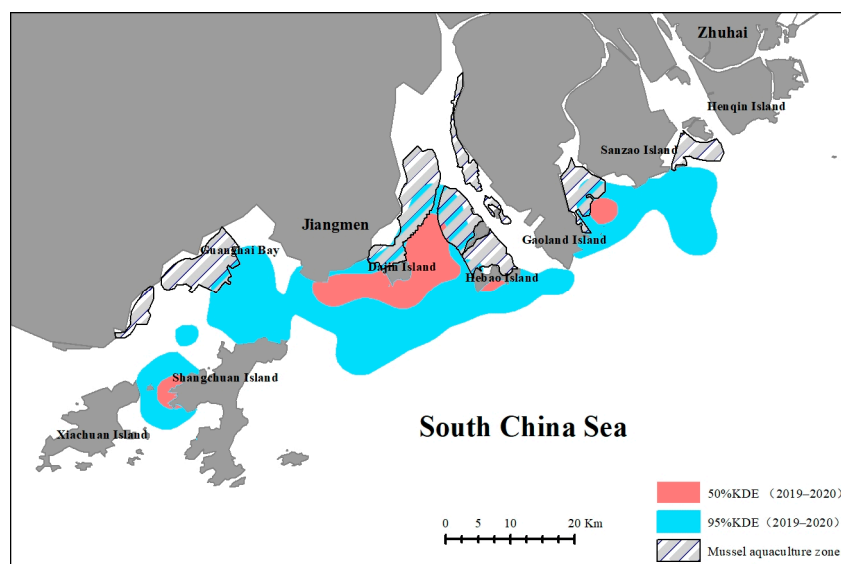 Zhuhai
Henqin Island
Sanzao Island
Jiangmen
Guanghai Bay
Gaoland Island
Dajin Island
Hebao Island
Shangchuan Island
Xiachuan Island
South China Sea
50%KDE （2019–2020）
95%KDE（2019–2020）
Mussel aquaculture zone
0 5 10 20 Km